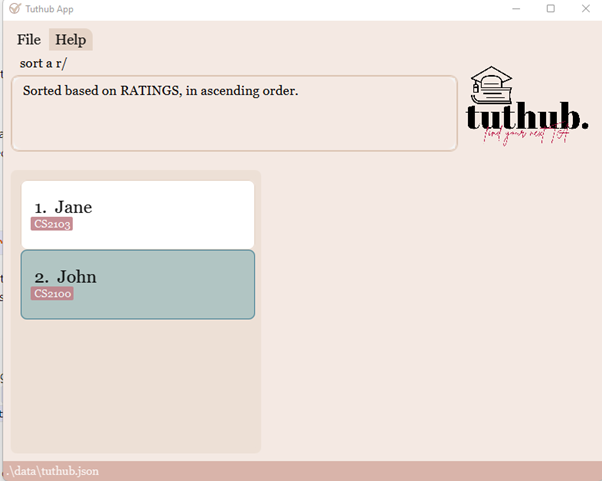 Tuthub App
File Help
sort a r/
Sorted based on RATINGS, in ascending order.
tuthub.
find your next TA
1. Jane
CS2103
2. John
CS2100
.\data\tuthub.json